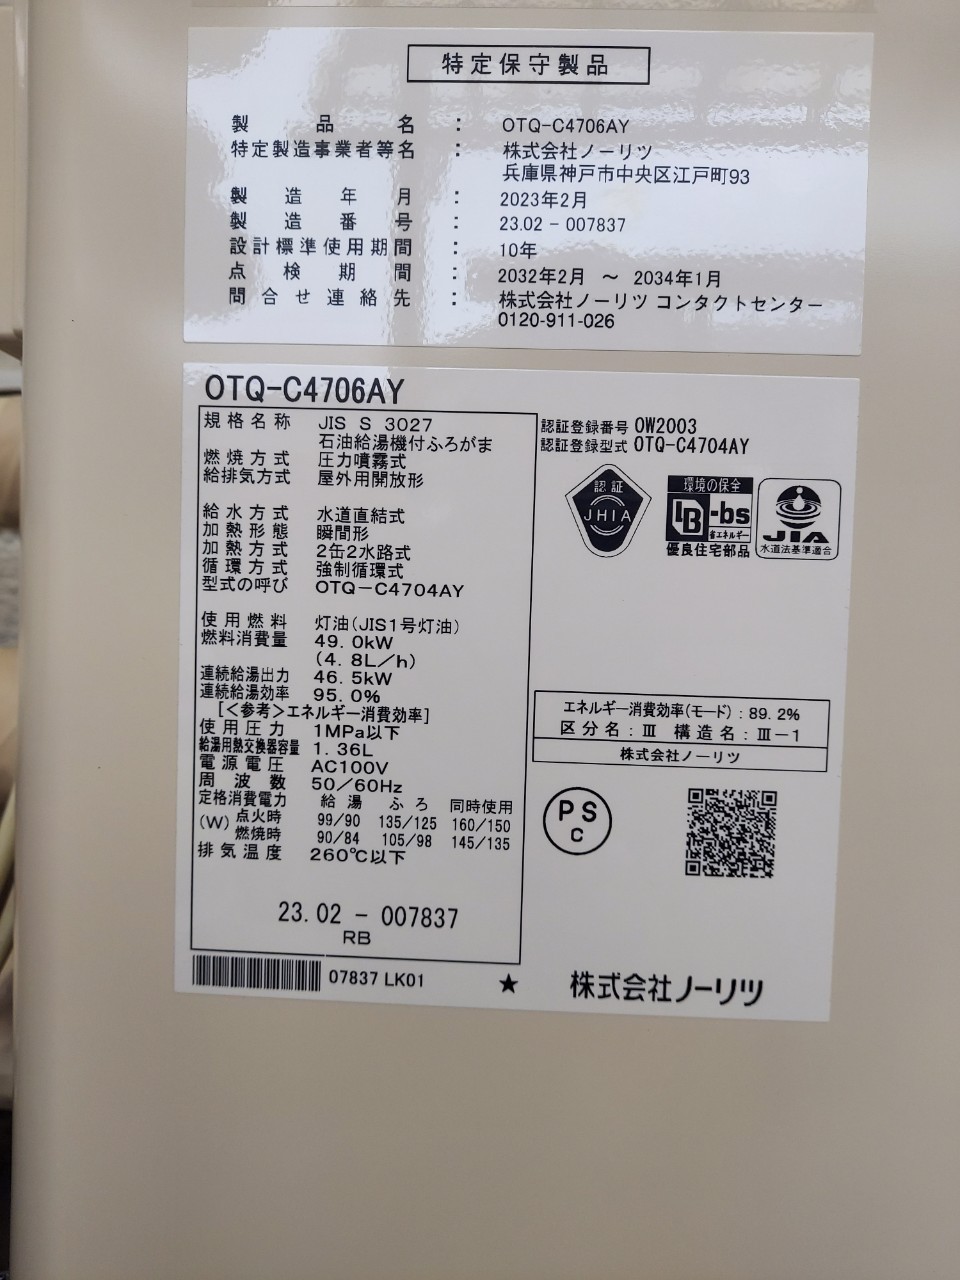 特定保守製品
製品名 : OTQ-C4706AY
特定製造事業者等名 : 株式会社ノーリツ
兵庫県神戸市中央区江戸町93
製造年月 : 2023年2月
製造番号 : 23.02 - 007837
設計標準使用期間 : 10年
点検期間 : 2032年2月 ～ 2034年1月
問合せ連絡先 : 株式会社ノーリツ コンタクトセンター
0120-911-026
OTQ-C4706AY
規格名称 JIS S 3027
石油給湯機付ふろがま
燃焼方式 圧力噴霧式
給排気方式 屋外用開放形
給水方式 水道直結式
加熱形態 瞬間形
加熱方式 2缶2水路式
循環方式 強制循環式
型式の呼び OTQ-C4704AY
使用燃料 灯油(JIS1号灯油)
燃料消費量 49.0kW
(4.8L/h)
連続給湯出力 46.5kW
連続給湯効率 95.0%
[<参考>エネルギー消費効率]
使用圧力 1MPa以下
給湯用熱交換器容量 1.36L
電源電圧 AC100V
周波数 50/60Hz
定格消費電力 給湯 ふろ 同時使用
(W) 点火時 99/90 135/125 160/150
燃焼時 90/84 105/98 145/135
排気温度 260℃以下
23.02 - 007837
RB
07837 LK01 ★
認証登録番号 OW2003
認証登録型式 OTQ-C4704AY
認証
JHIA
環境の保全
BL-bs
省エネルギー
優良住宅部品
JIA
水道法基準適合
エネルギー消費効率(モード) : 89.2%
区分名 : Ⅲ 構造名 : Ⅲ-1
株式会社ノーリツ
PS
C
株式会社ノーリツ